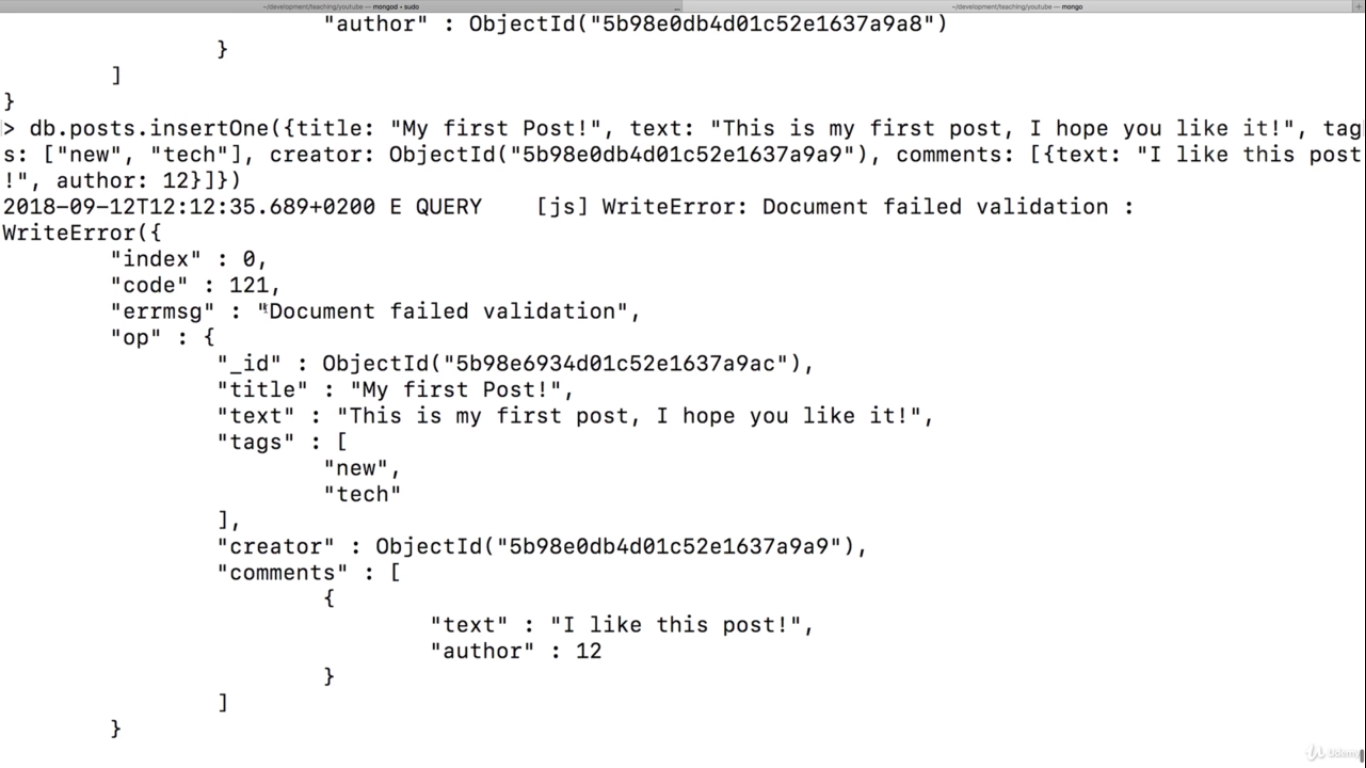 ~/development/teaching/youtube — mongod • sudo
~/development/teaching/youtube — mongo
"author" : ObjectId("5b98e0db4d01c52e1637a9a8")
}
]
}
> db.posts.insertOne({title: "My first Post!", text: "This is my first post, I hope you like it!", tag
s: ["new", "tech"], creator: ObjectId("5b98e0db4d01c52e1637a9a9"), comments: [{text: "I like this post
!", author: 12}]})
2018-09-12T12:12:35.689+0200 E QUERY    [js] WriteError: Document failed validation :
WriteError({
"index" : 0,
"code" : 121,
"errmsg" : "Document failed validation",
"op" : {
"_id" : ObjectId("5b98e6934d01c52e1637a9ac"),
"title" : "My first Post!",
"text" : "This is my first post, I hope you like it!",
"tags" : [
"new",
"tech"
],
"creator" : ObjectId("5b98e0db4d01c52e1637a9a9"),
"comments" : [
{
"text" : "I like this post!",
"author" : 12
}
]
}
Udemy